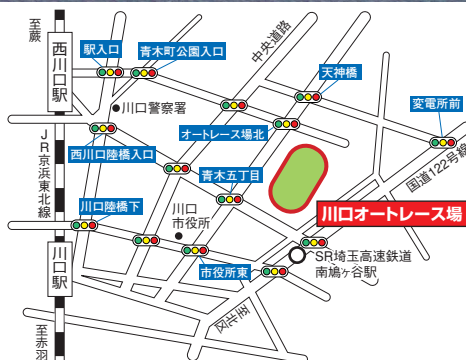 至蕨
西川口駅
駅入口
青木町公園入口
中央道路
天神橋
変電所前
川口警察署
オートレース場北
西川口陸橋入口
JR京浜東北線
青木五丁目
国道122号線
川口陸橋下
川口
市役所
川口オートレース場
川口駅
市役所東
SR埼玉高速鉄道
南鳩ヶ谷駅
至赤羽
至北区